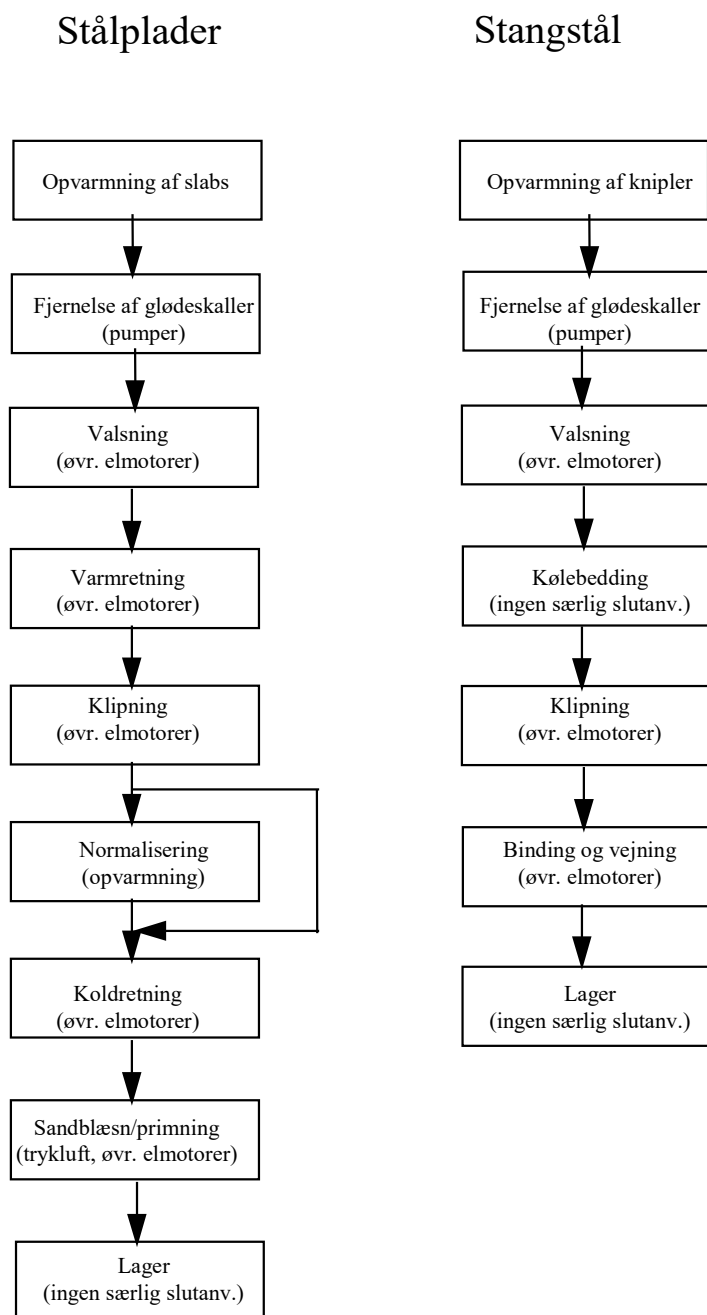 Stålplader
Opvarmning af slabs
Fjernelse af glødeskaller
(pumper)
Valsning
(øvr. elmotorer)
Varmretning
(øvr. elmotorer)
Klipning
(øvr. elmotorer)
Normalisering
(opvarmning)
Koldretning
(øvr. elmotorer)
Sandblæsn/primning
(trykluft, øvr. elmotorer)
Lager
(ingen særlig slutanv.)
Stangstål
Opvarmning af knipler
Fjernelse af glødeskaller
(pumper)
Valsning
(øvr. elmotorer)
Kølebedding
(ingen særlig slutanv.)
Klipning
(øvr. elmotorer)
Binding og vejning
(øvr. elmotorer)
Lager
(ingen særlig slutanv.)